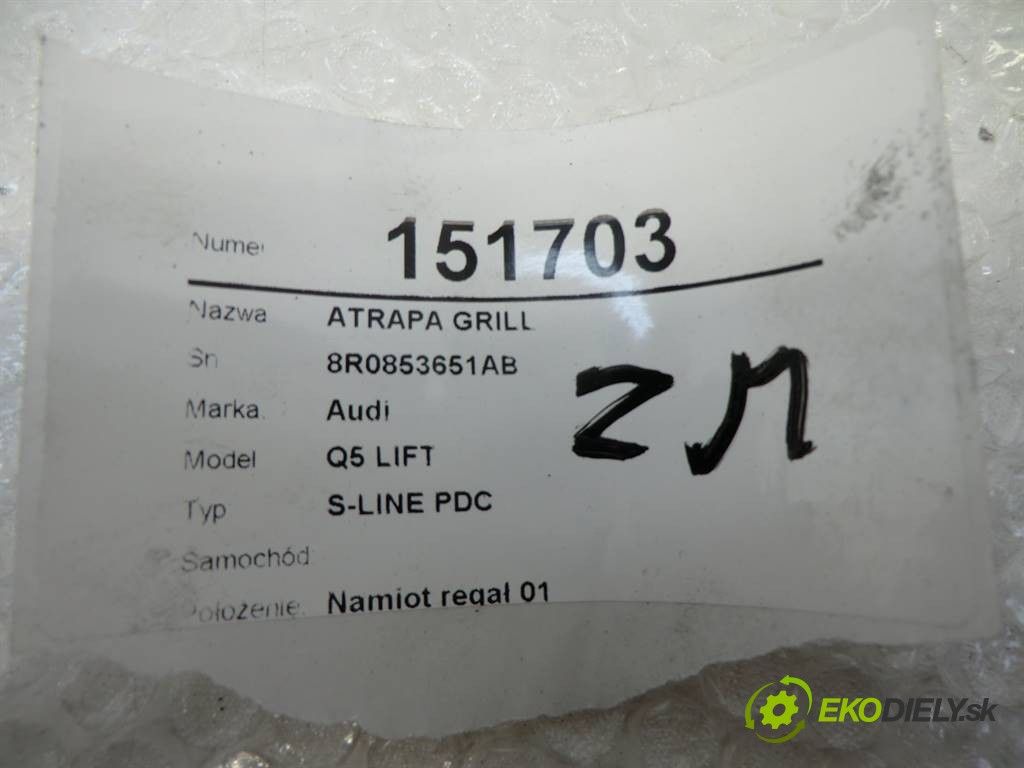 Numer 151703
Nazwa ATRAPA GRILL
Sn 8R0853651AB
Marka Audi
Model Q5 LIFT
Typ S-LINE PDC
Samochód
Położenie Namiot regał 01
EKODIELY.sk